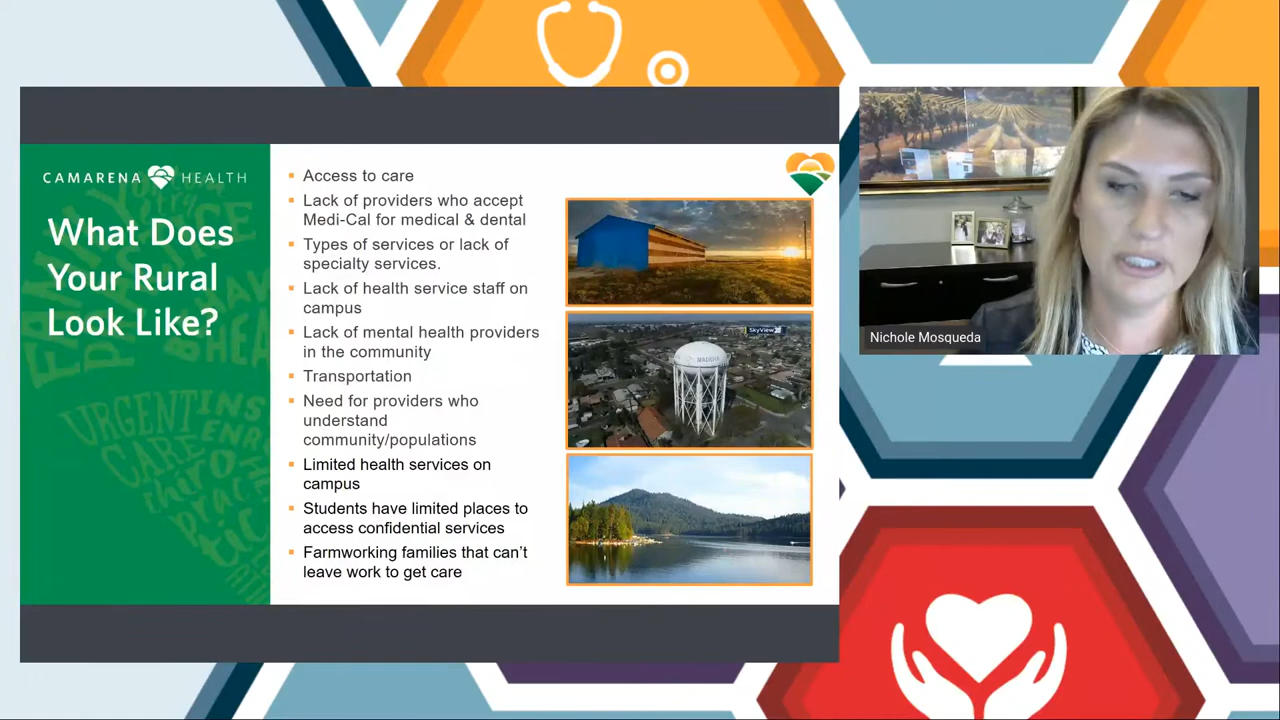 CAMARENA HEALTH
What Does
Your Rural
Look Like?
URGENT
Access to care
Lack of providers who accept
Medi-Cal for medical & dental
Types of services or lack of
specialty services.
Lack of health service staff on
campus
Lack of mental health providers
in the community
Transportation
Need for providers who
understand
community/populations
Limited health services on
campus
Students have limited places to
access confidential services
Farmworking families that can’t
leave work to get care
SkyView
MADERA
Nichole Mosqueda